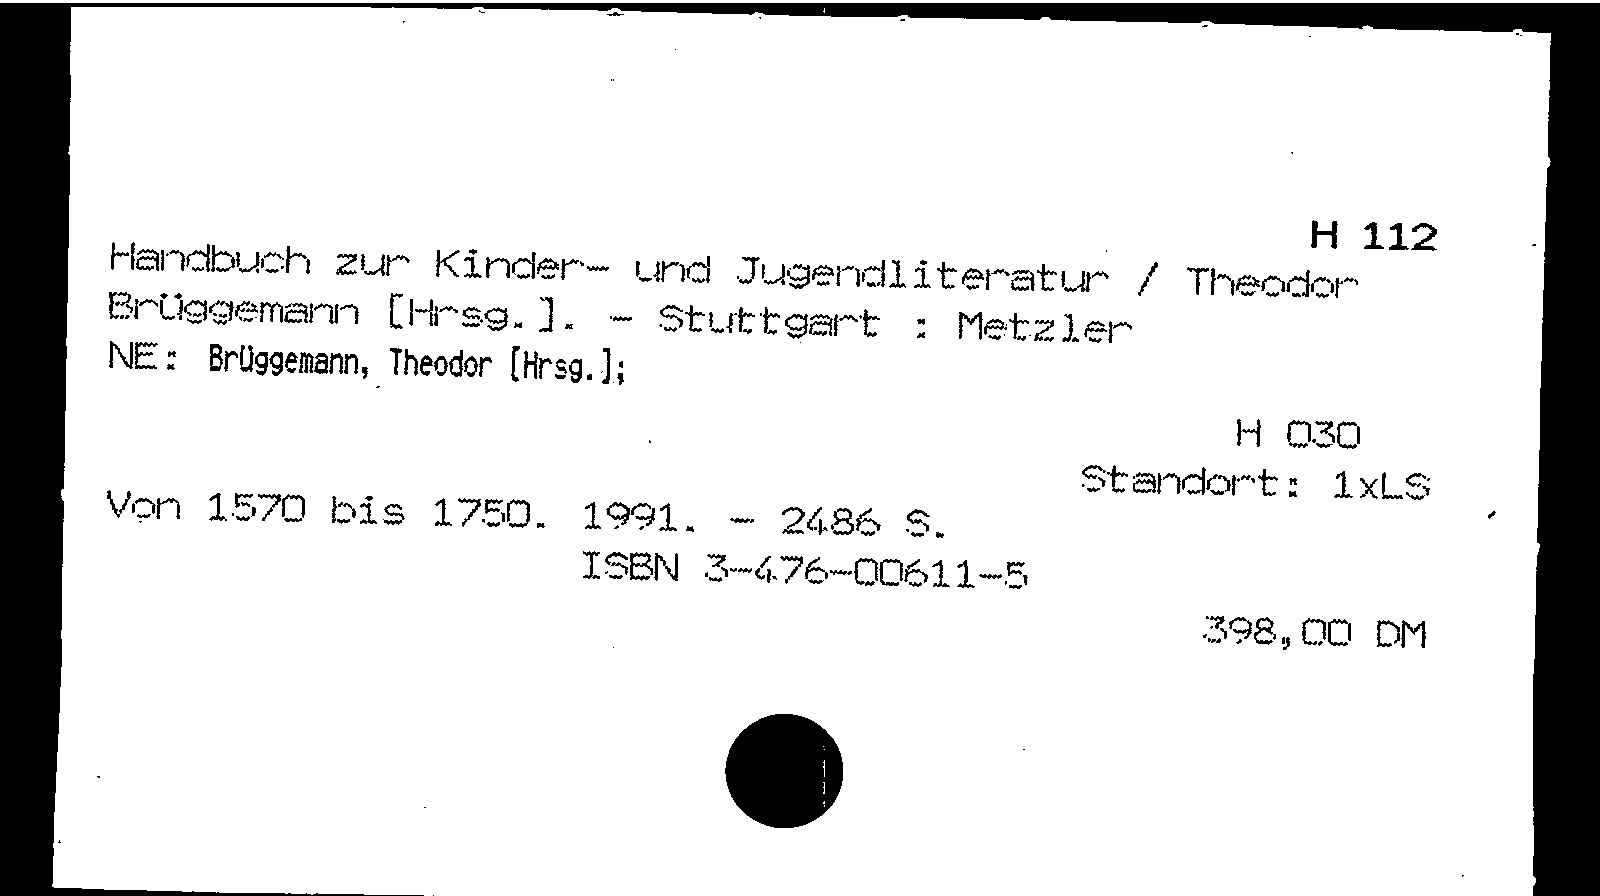 H 112
Handbuch zur Kinder- und Jugendliteratur / Theodor
Brüggemann [Hrsg.]. - Stuttgart : Metzler
NE: Brüggemann, Theodor [Hrsg.];
H 030
Standort: 1xLS
Von 1570 bis 1750. 1991. - 2486 S.
ISBN 3-476-00611-5
398,00 DM